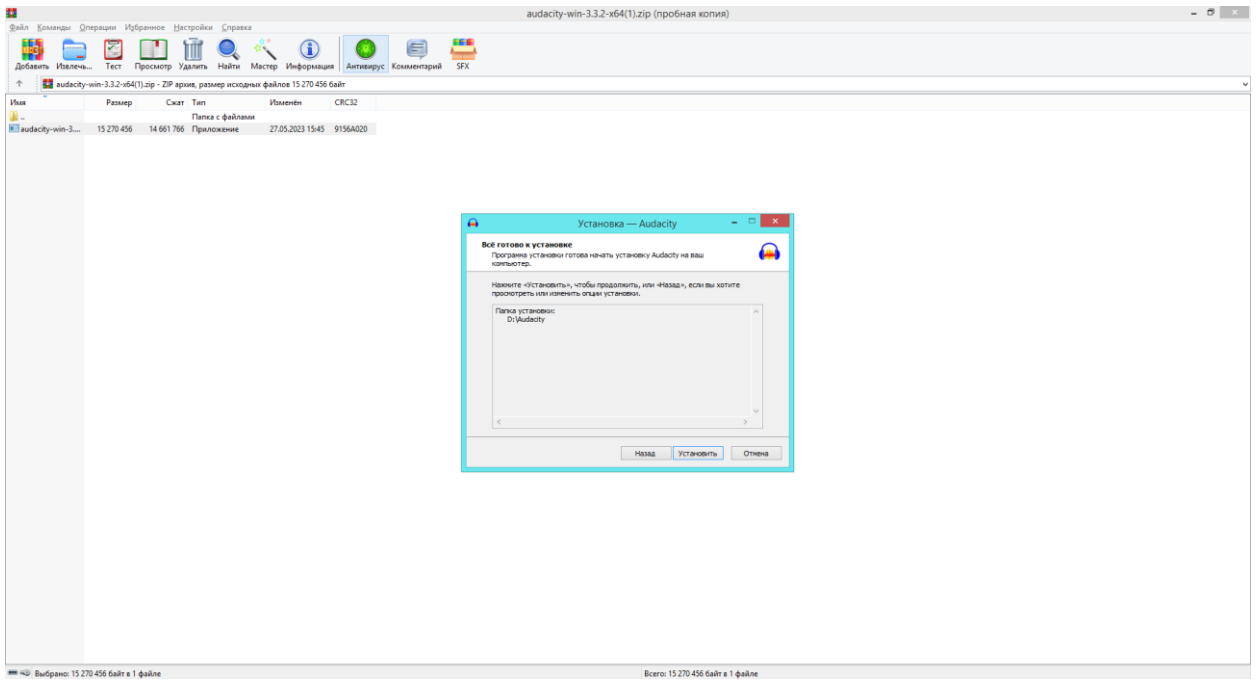 audacity-win-3.3.2-x64(1).zip (пробная копия)
Файл Команды Операции Избранное Настройки Справка
Добавить Извлечь... Тест Просмотр Удалить Найти Мастер Информация Антивирус Комментарий SFX
audacity-win-3.3.2-x64(1).zip - ZIP архив, размер исходных файлов 15 270 456 байт
Имя Размер Сжат Тип Изменён CRC32
.. Папка с файлами
audacity-win-3.... 15 270 456 14 661 766 Приложение 27.05.2023 15:45 9156A020
Установка — Audacity
Всё готово к установке
Программа установки готова начать установку Audacity на ваш
компьютер.
Нажмите «Установить», чтобы продолжить, или «Назад», если вы хотите
просмотреть или изменить опции установки.
Папка установки:
D:\Audacity
Назад Установить Отмена
Выбрано: 15 270 456 байт в 1 файле Всего: 15 270 456 байт в 1 файле